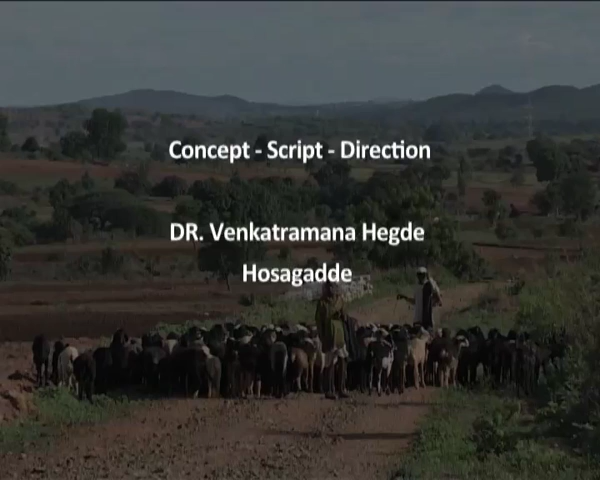 Concept - Script - Direction
DR. Venkatramana Hegde
Hosagadde